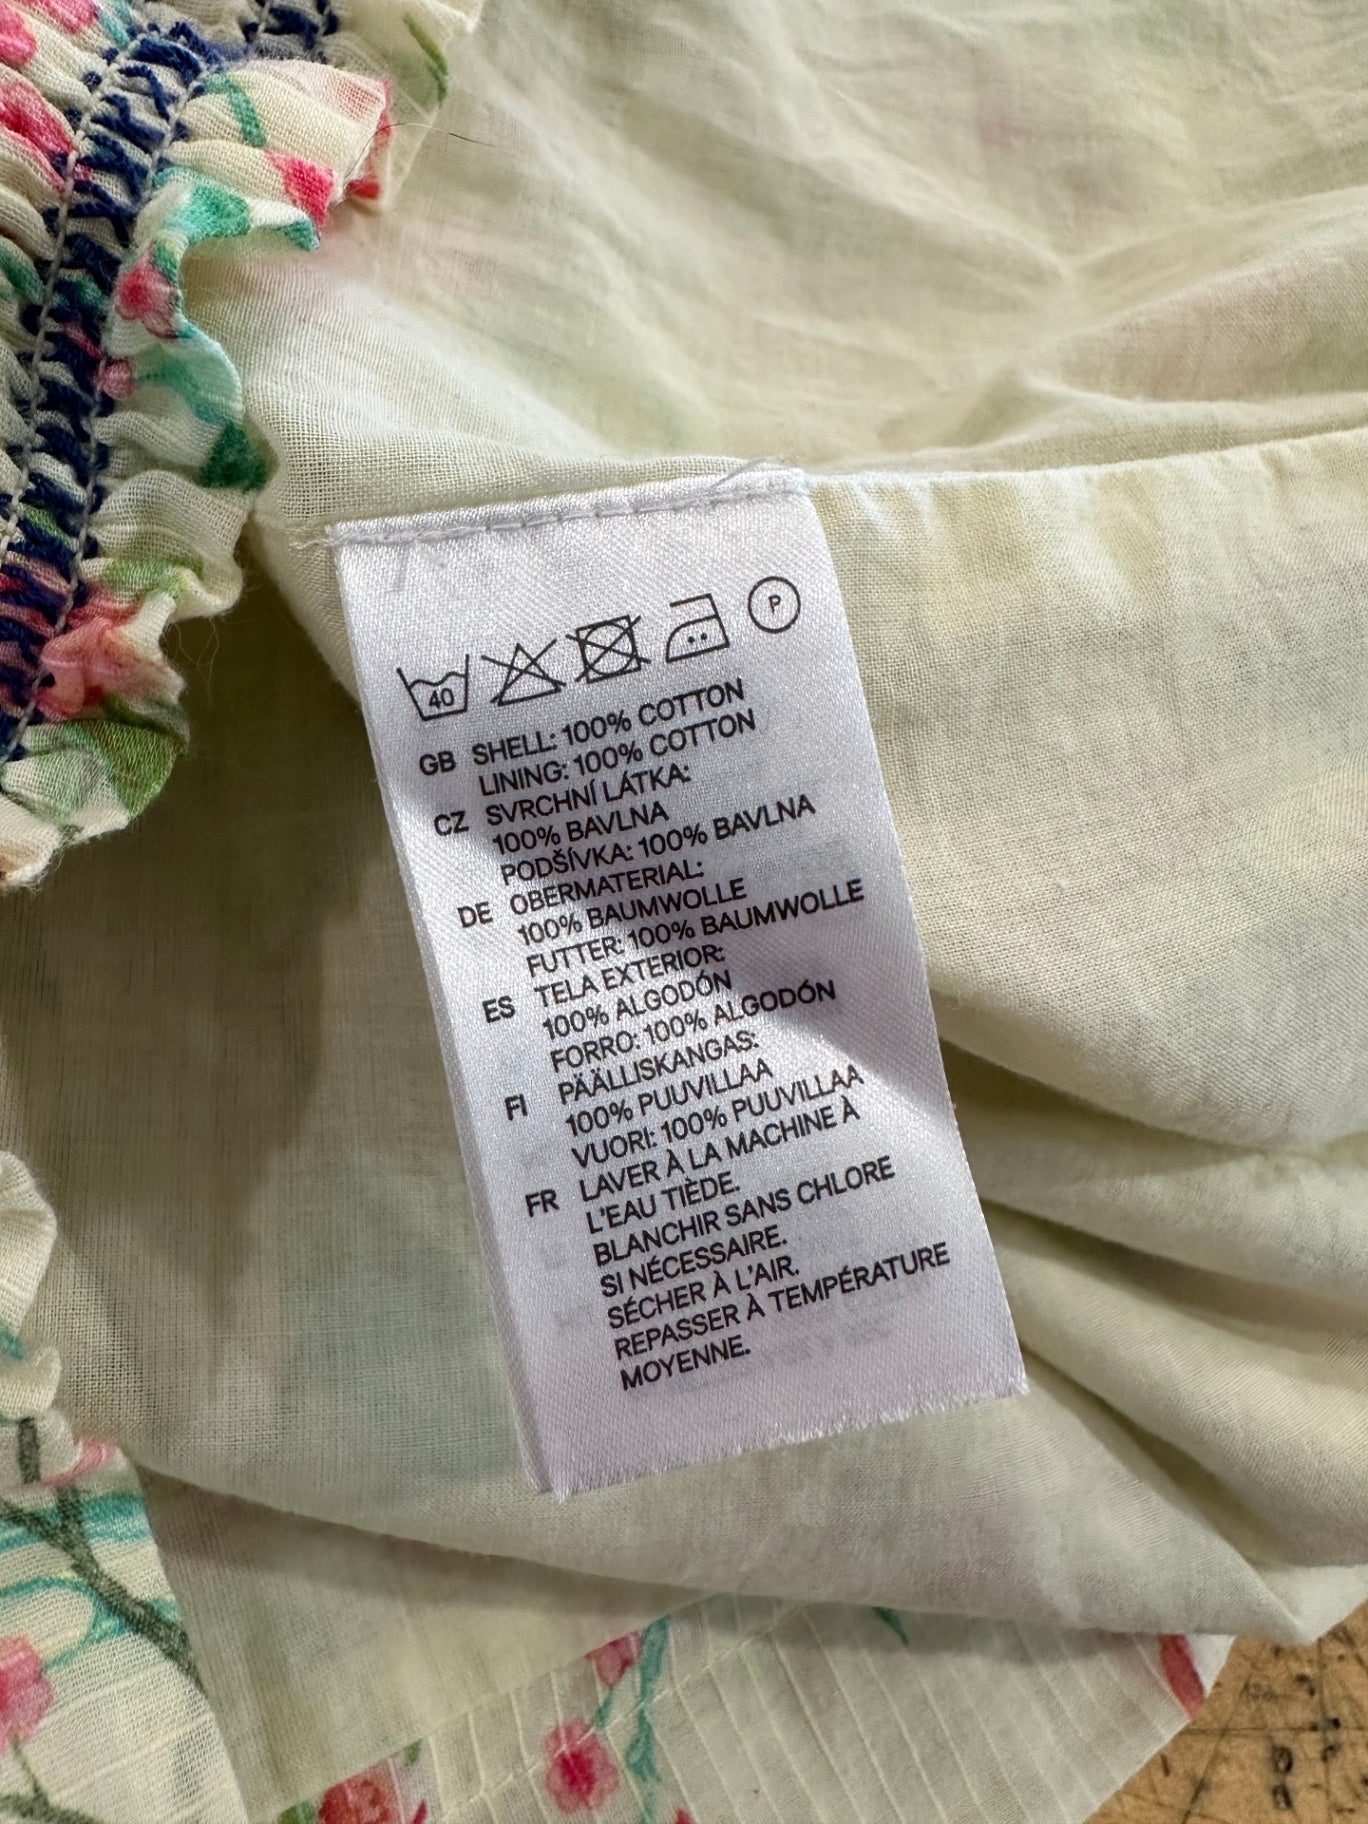 40 P
GB SHELL: 100% COTTON
LINING: 100% COTTON
CZ SVRCHNÍ LÁTKA:
100% BAVLNA
PODŠÍVKA: 100% BAVLNA
DE OBERMATERIAL:
100% BAUMWOLLE
FUTTER: 100% BAUMWOLLE
ES TELA EXTERIOR:
100% ALGODÓN
FORRO: 100% ALGODÓN
FI PÄÄLLISKANGAS:
100% PUUVILLAA
VUORI: 100% PUUVILLAA
FR LAVER À LA MACHINE À
L'EAU TIÈDE.
BLANCHIR SANS CHLORE
SI NÉCESSAIRE.
SÉCHER À L'AIR.
REPASSER À TEMPÉRATURE
MOYENNE.